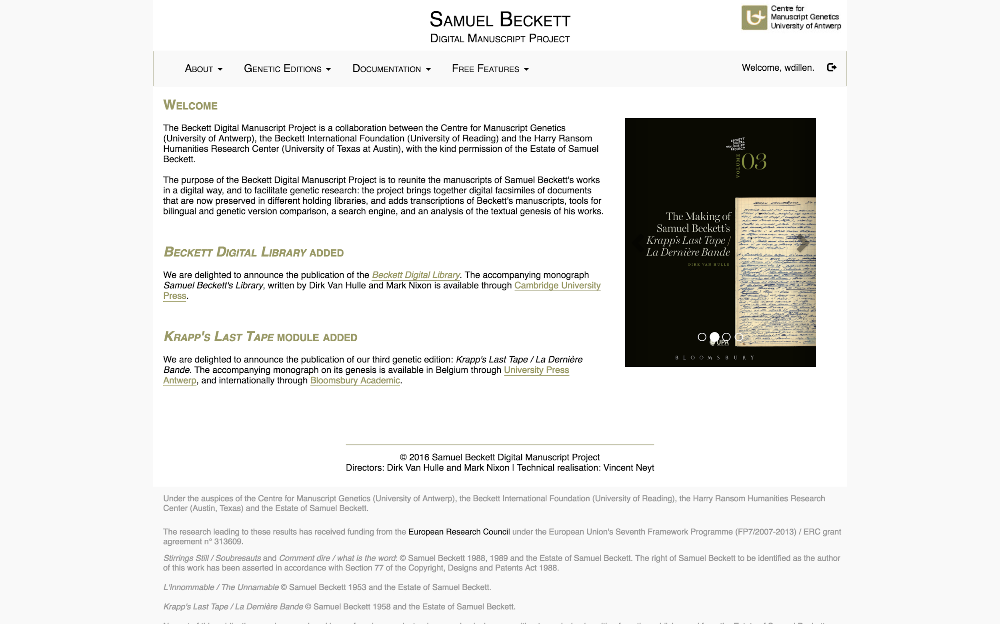 SAMUEL BECKETT
DIGITAL MANUSCRIPT PROJECT
Centre for
Manuscript Genetics
University of Antwerp
ABOUT
GENETIC EDITIONS
DOCUMENTATION
FREE FEATURES
Welcome, wdillen.
WELCOME
The Beckett Digital Manuscript Project is a collaboration between the Centre for Manuscript Genetics
(University of Antwerp), the Beckett International Foundation (University of Reading) and the Harry Ransom
Humanities Research Center (University of Texas at Austin), with the kind permission of the Estate of Samuel
Beckett.
The purpose of the Beckett Digital Manuscript Project is to reunite the manuscripts of Samuel Beckett's works
in a digital way, and to facilitate genetic research: the project brings together digital facsimiles of documents
that are now preserved in different holding libraries, and adds transcriptions of Beckett's manuscripts, tools for
bilingual and genetic version comparison, a search engine, and an analysis of the textual genesis of his works.
BECKETT DIGITAL LIBRARY ADDED
We are delighted to announce the publication of the Beckett Digital Library. The accompanying monograph
Samuel Beckett's Library, written by Dirk Van Hulle and Mark Nixon is available through Cambridge University
Press.
KRAPP'S LAST TAPE MODULE ADDED
We are delighted to announce the publication of our third genetic edition: Krapp's Last Tape / La Dernière
Bande. The accompanying monograph on its genesis is available in Belgium through University Press
Antwerp, and internationally through Bloomsbury Academic.
BECKETT
DIGITAL
MANUSCRIPT
PROJECT
VOLUME
03
The Making of
Samuel Beckett’s
Krapp’s Last Tape /
La Dernière Bande
DIRK VAN HULLE
UPA
BLOOMSBURY
© 2016 Samuel Beckett Digital Manuscript Project
Directors: Dirk Van Hulle and Mark Nixon | Technical realisation: Vincent Neyt
Under the auspices of the Centre for Manuscript Genetics (University of Antwerp), the Beckett International Foundation (University of Reading), the Harry Ransom Humanities Research
Center (Austin, Texas) and the Estate of Samuel Beckett.
The research leading to these results has received funding from the European Research Council under the European Union's Seventh Framework Programme (FP7/2007-2013) / ERC grant
agreement n° 313609.
Stirrings Still / Soubresauts and Comment dire / what is the word: © Samuel Beckett 1988, 1989 and the Estate of Samuel Beckett. The right of Samuel Beckett to be identified as the author
of this work has been asserted in accordance with Section 77 of the Copyright, Designs and Patents Act 1988.
L'Innommable / The Unnamable © Samuel Beckett 1953 and the Estate of Samuel Beckett.
Krapp's Last Tape / La Dernière Bande © Samuel Beckett 1958 and the Estate of Samuel Beckett.